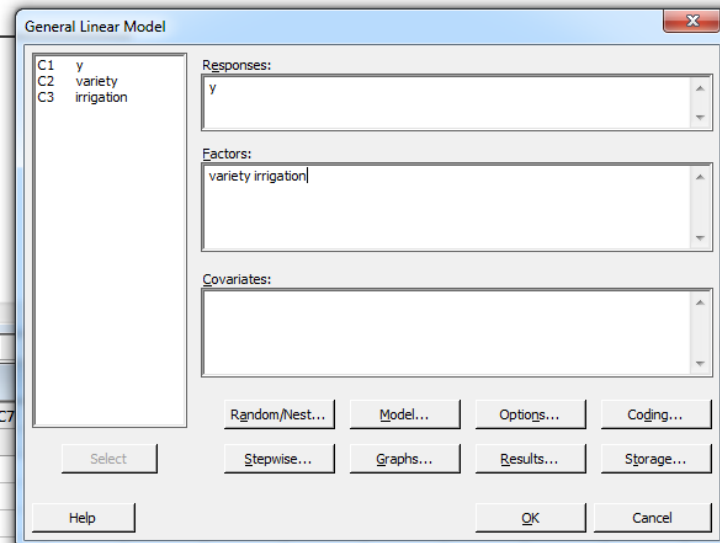 General Linear Model
C1 y
C2 variety
C3 irrigation
Responses:
y
Factors:
variety irrigation
Covariates:
Random/Nest... Model... Options... Coding...
Select Stepwise... Graphs... Results... Storage...
Help OK Cancel
C7